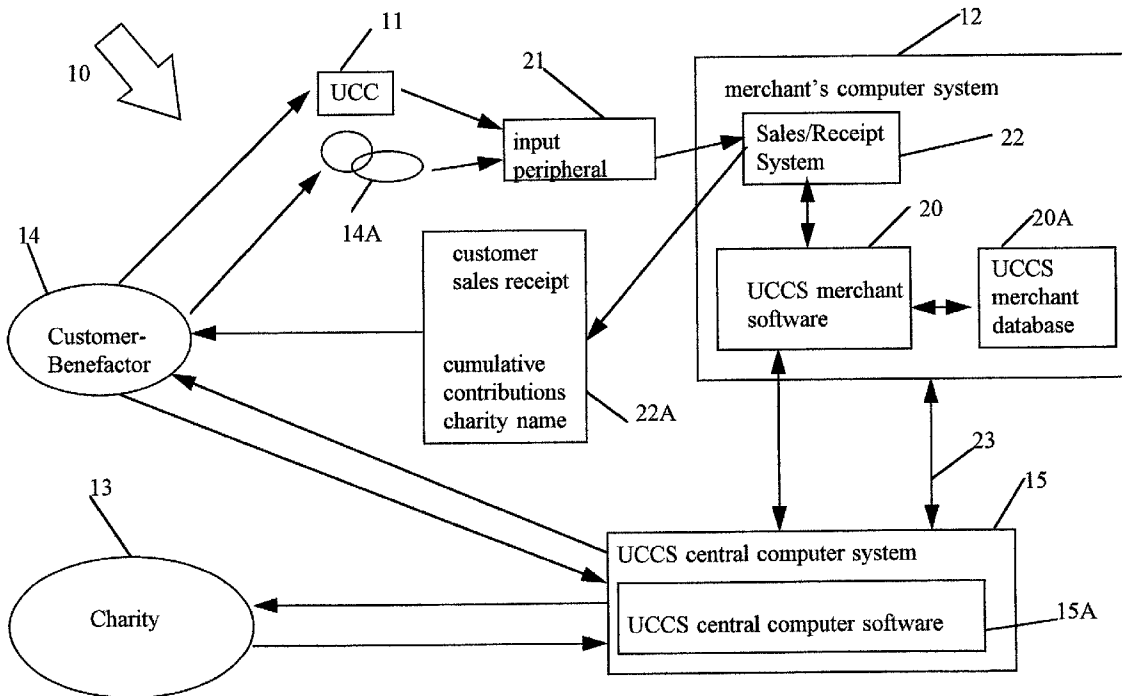 10
11
UCC
21
input
peripheral
12
merchant's computer system
Sales/Receipt
System
22
14A
14
Customer-
Benefactor
customer
sales receipt
cumulative
contributions
charity name
22A
20
UCCS merchant
software
20A
UCCS
merchant
database
23
13
Charity
15
UCCS central computer system
UCCS central computer software
15A